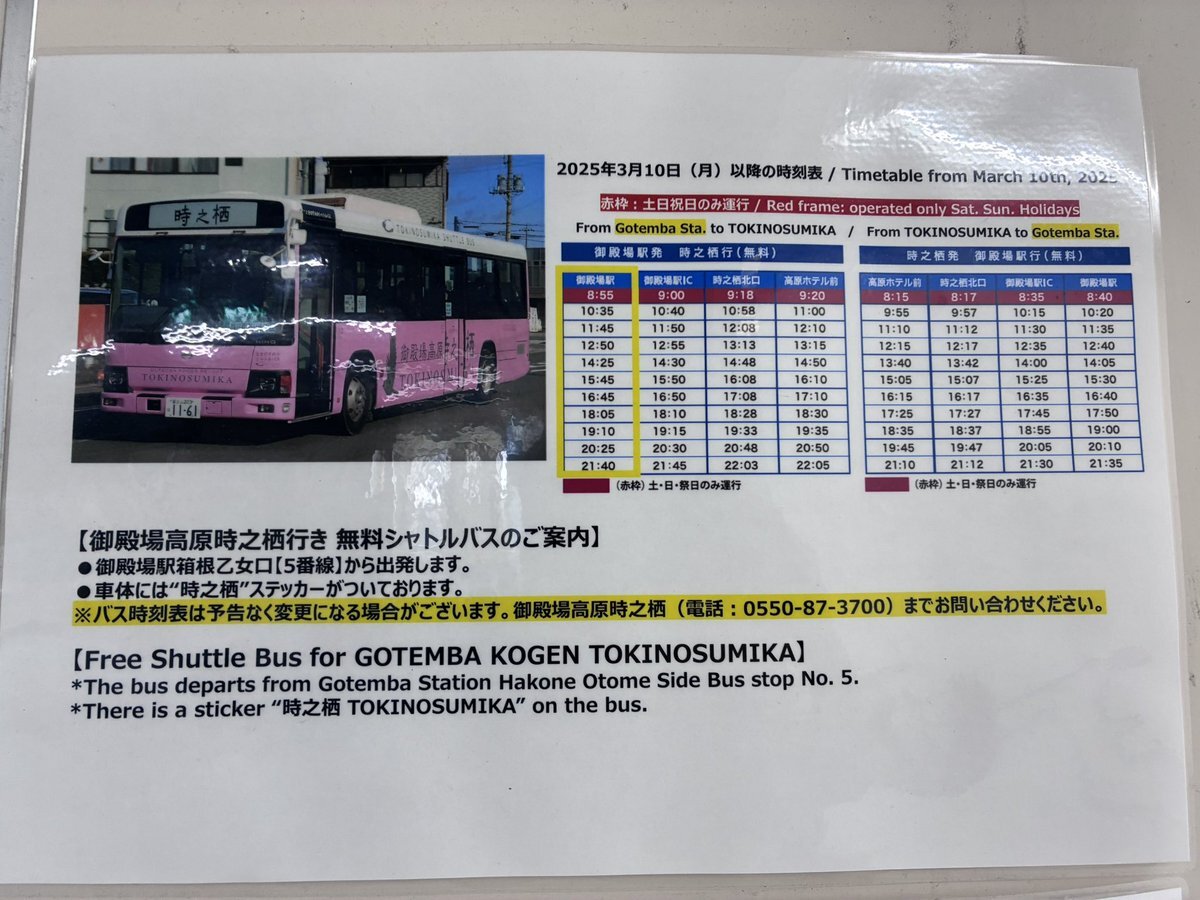 時之栖
TOKINOSUMIKA SHUTTLE BUS
御殿場高原時之栖
TOKINOSUMIKA
TOKINOSUMIKA
11-61
2025年3月10日（月）以降の時刻表 / Timetable from March 10th, 2025
赤枠：土日祝日のみ運行 / Red frame: operated only Sat. Sun. Holidays
From Gotemba Sta. to TOKINOSUMIKA / From TOKINOSUMIKA to Gotemba Sta.
御殿場駅発 時之栖行（無料）
御殿場駅 御殿場駅IC 時之栖北口 高原ホテル前
8:55 9:00 9:18 9:20
10:35 10:40 10:58 11:00
11:45 11:50 12:08 12:10
12:50 12:55 13:13 13:15
14:25 14:30 14:48 14:50
15:45 15:50 16:08 16:10
16:45 16:50 17:08 17:10
18:05 18:10 18:28 18:30
19:10 19:15 19:33 19:35
20:25 20:30 20:48 20:50
21:40 21:45 22:03 22:05
（赤枠）土・日・祭日のみ運行
時之栖発 御殿場駅行（無料）
高原ホテル前 時之栖北口 御殿場駅IC 御殿場駅
8:15 8:17 8:35 8:40
9:55 9:57 10:15 10:20
11:10 11:12 11:30 11:35
12:15 12:17 12:35 12:40
13:40 13:42 14:00 14:05
15:05 15:07 15:25 15:30
16:15 16:17 16:35 16:40
17:25 17:27 17:45 17:50
18:35 18:37 18:55 19:00
19:45 19:47 20:05 20:10
21:10 21:12 21:30 21:35
（赤枠）土・日・祭日のみ運行
【御殿場高原時之栖行き 無料シャトルバスのご案内】
●御殿場駅箱根乙女口【5番線】から出発します。
●車体には“時之栖”ステッカーがついております。
※バス時刻表は予告なく変更になる場合がございます。御殿場高原時之栖（電話：0550-87-3700）までお問い合わせください。
【Free Shuttle Bus for GOTEMBA KOGEN TOKINOSUMIKA】
*The bus departs from Gotemba Station Hakone Otome Side Bus stop No. 5.
*There is a sticker “時之栖 TOKINOSUMIKA” on the bus.